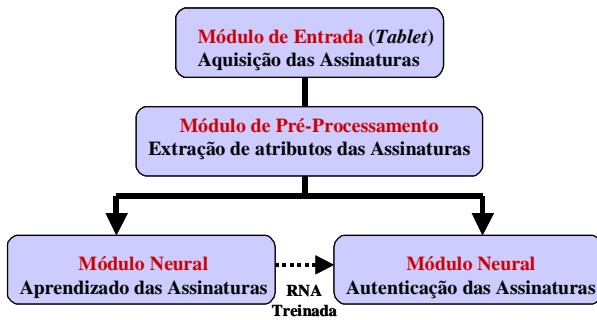 Módulo de Entrada (Tablet)
Aquisição das Assinaturas
Módulo de Pré-Processamento
Extração de atributos das Assinaturas
Módulo Neural
Aprendizado das Assinaturas
RNA
Treinada
Módulo Neural
Autenticação das Assinaturas